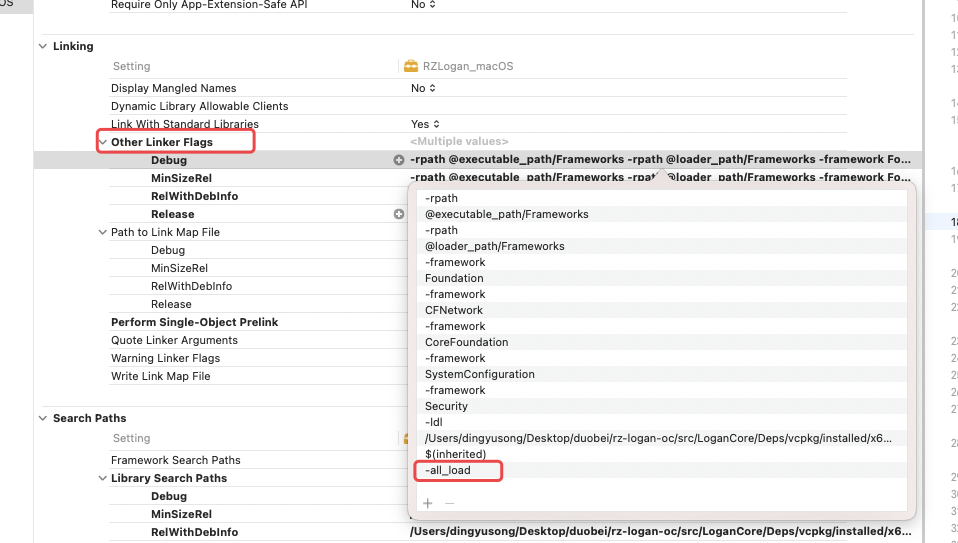 OS
Require Only App-Extension-Safe API No
Linking
Setting RZLogan_macOS
Display Mangled Names No
Dynamic Library Allowable Clients
Link With Standard Libraries Yes
Other Linker Flags <Multiple values>
Debug -rpath @executable_path/Frameworks -rpath @loader_path/Frameworks -framework Fo...
MinSizeRel -rpath @executable_path/Frameworks -rpath @loader_path/Frameworks -framework Fo...
RelWithDebInfo
Release
Path to Link Map File
Debug
MinSizeRel
RelWithDebInfo
Release
Perform Single-Object Prelink
Quote Linker Arguments
Warning Linker Flags
Write Link Map File
-rpath
@executable_path/Frameworks
-rpath
@loader_path/Frameworks
-framework
Foundation
-framework
CFNetwork
-framework
CoreFoundation
-framework
SystemConfiguration
-framework
Security
-ldl
/Users/dingyusong/Desktop/duobei/rz-logan-oc/src/LoganCore/Deps/vcpkg/installed/x6...
$(inherited)
-all_load
Search Paths
Setting
Framework Search Paths
Library Search Paths
Debug
MinSizeRel
RelWithDebInfo /Users/dingyusong/Desktop/duobei/rz-logan-oc/src/LoganCore/Deps/vcpkg/installed/x6...